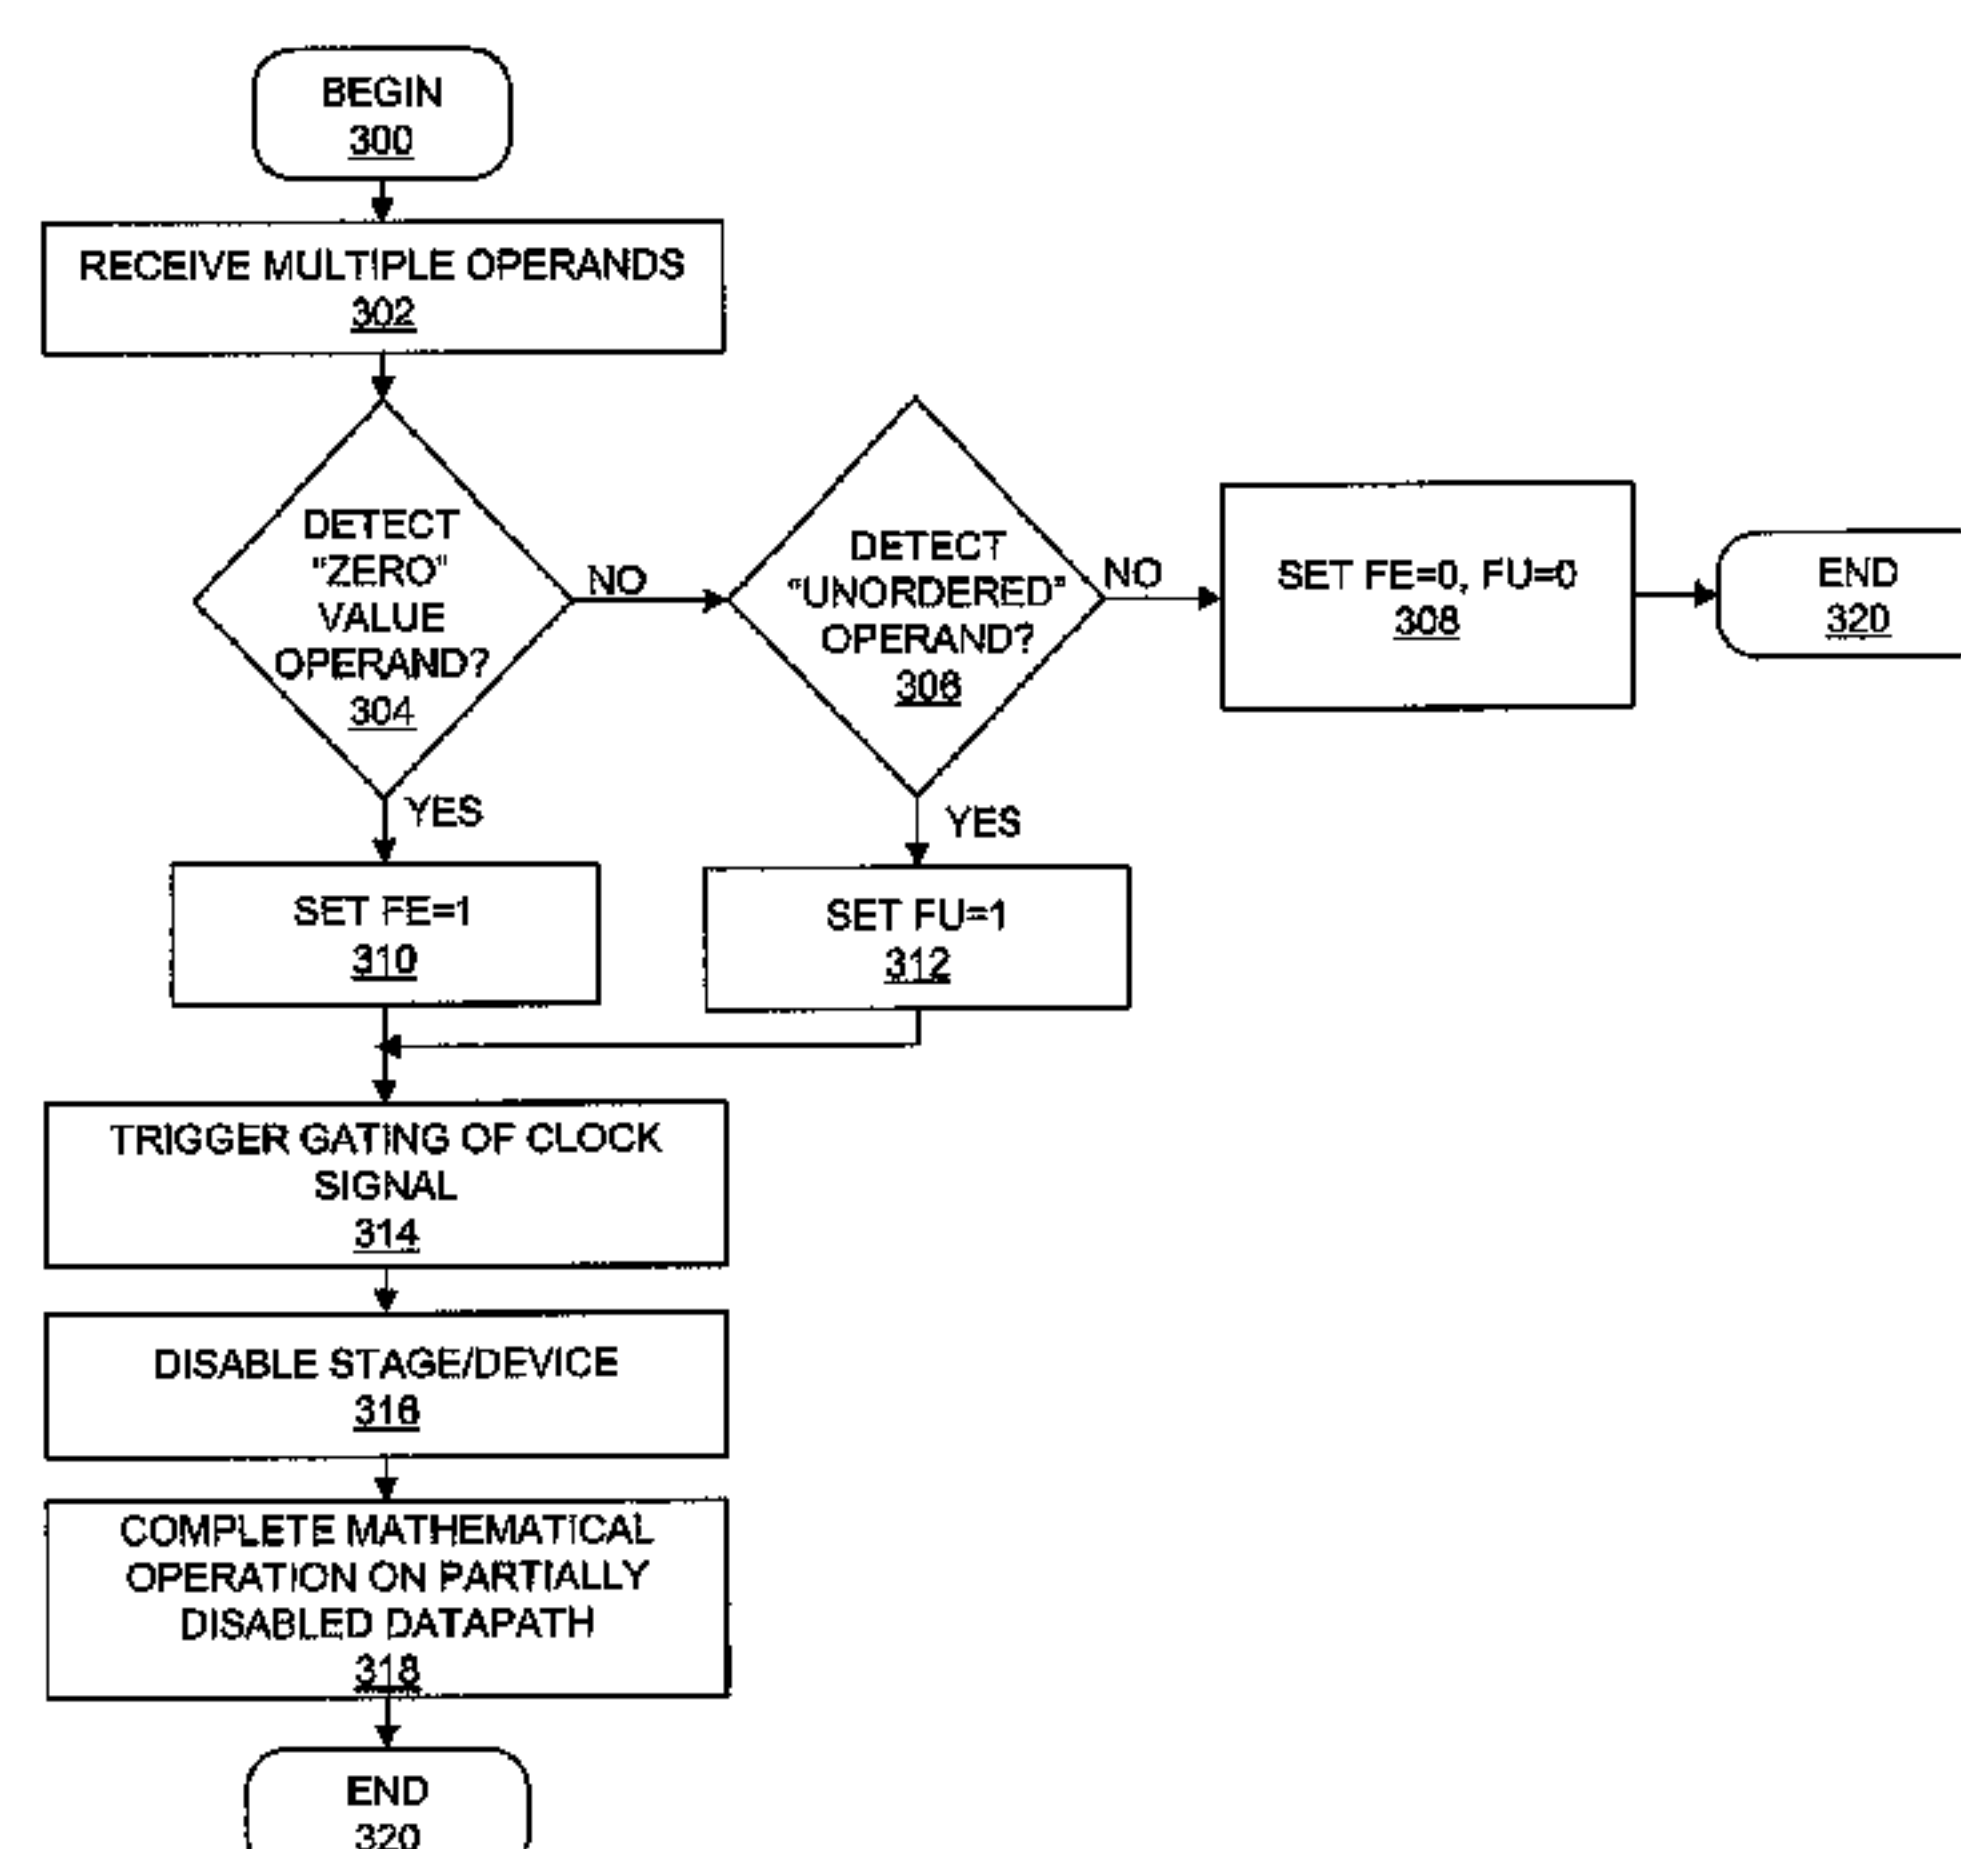 BEGIN
300
RECEIVE MULTIPLE OPERANDS
302
DETECT
"ZERO"
VALUE
OPERAND?
304
NO
DETECT
"UNORDERED"
OPERAND?
306
NO
SET FE=0, FU=0
308
END
320
YES
YES
SET FE=1
310
SET FU=1
312
TRIGGER GATING OF CLOCK
SIGNAL
314
DISABLE STAGE/DEVICE
316
COMPLETE MATHEMATICAL
OPERATION ON PARTIALLY
DISABLED DATAPATH
318
END
320